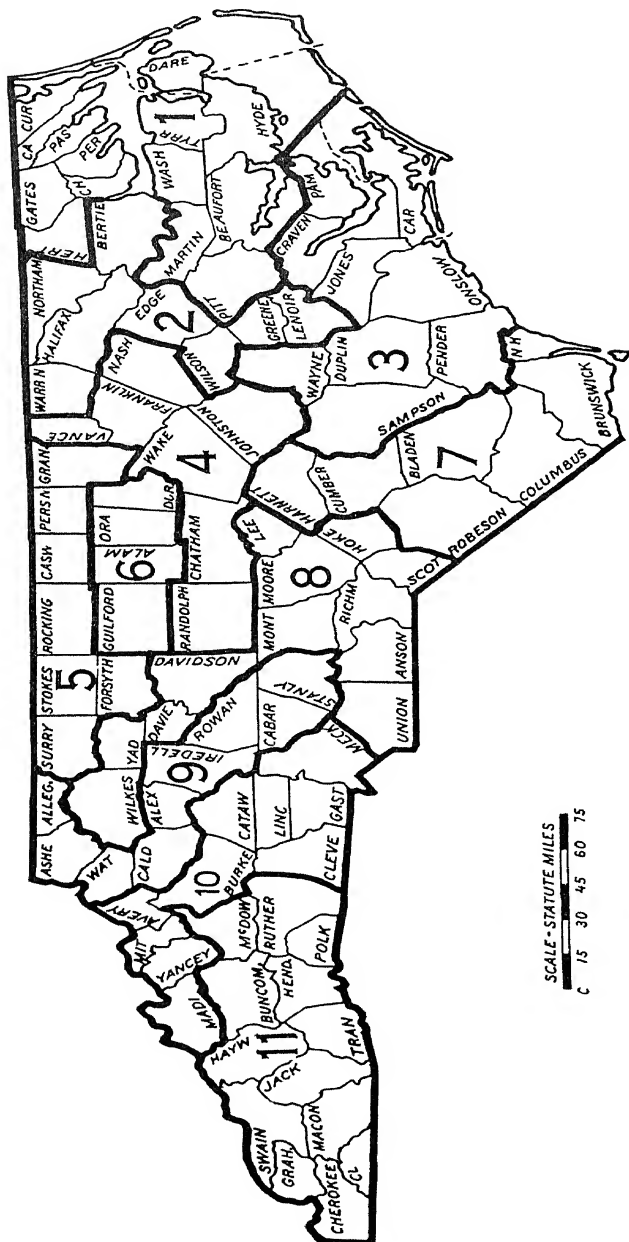 CUR
CA
PAS
PER
CH
GATES
HERT
BERTIE
NORTHAM
HALIFAX
WARR'N
VANCE
GRAN
PERS'N
CASW
ROCKING
STOKES
SURRY
ALLEG.
ASHE
DARE
TYRR
1
WASH
HYDE
MARTIN
BEAUFORT
EDGE
2
PITT
NASH
WILSON
FRANKLIN
WAKE
JOHNSTON
4
DUR
ORA
ALAM
6
GUILFORD
CHATHAM
RANDOLPH
5
FORSYTH
DAVIDSON
YAD
DAVIE
ROWAN
WILKES
IREDELL
9
ALEX
WAT
CALD
AVERY
MIT
YANCEY
MADI
10
BURKE
CATAW
LINC
CLEVE
GAST
McDOW
RUTHER
POLK
BUNCOM
HEND
HAYW
11
JACK
TRAN
SWAIN
GRAH.
MACON
CHEROKEE
CL
PAM
CRAVEN
CAR
JONES
ONSLOW
GREENE
LENOIR
WAYNE
DUPLIN
3
PENDER
SAMPSON
N H
BRUNSWICK
COLUMBUS
BLADEN
7
ROBESON
CUMBER
HARNETT
LEE
HOKE
MOORE
8
SCOT
MONT
RICHM
ANSON
STANLY
CABAR
UNION
MECK
SCALE-STATUTE MILES
C 15 30 45 60 75